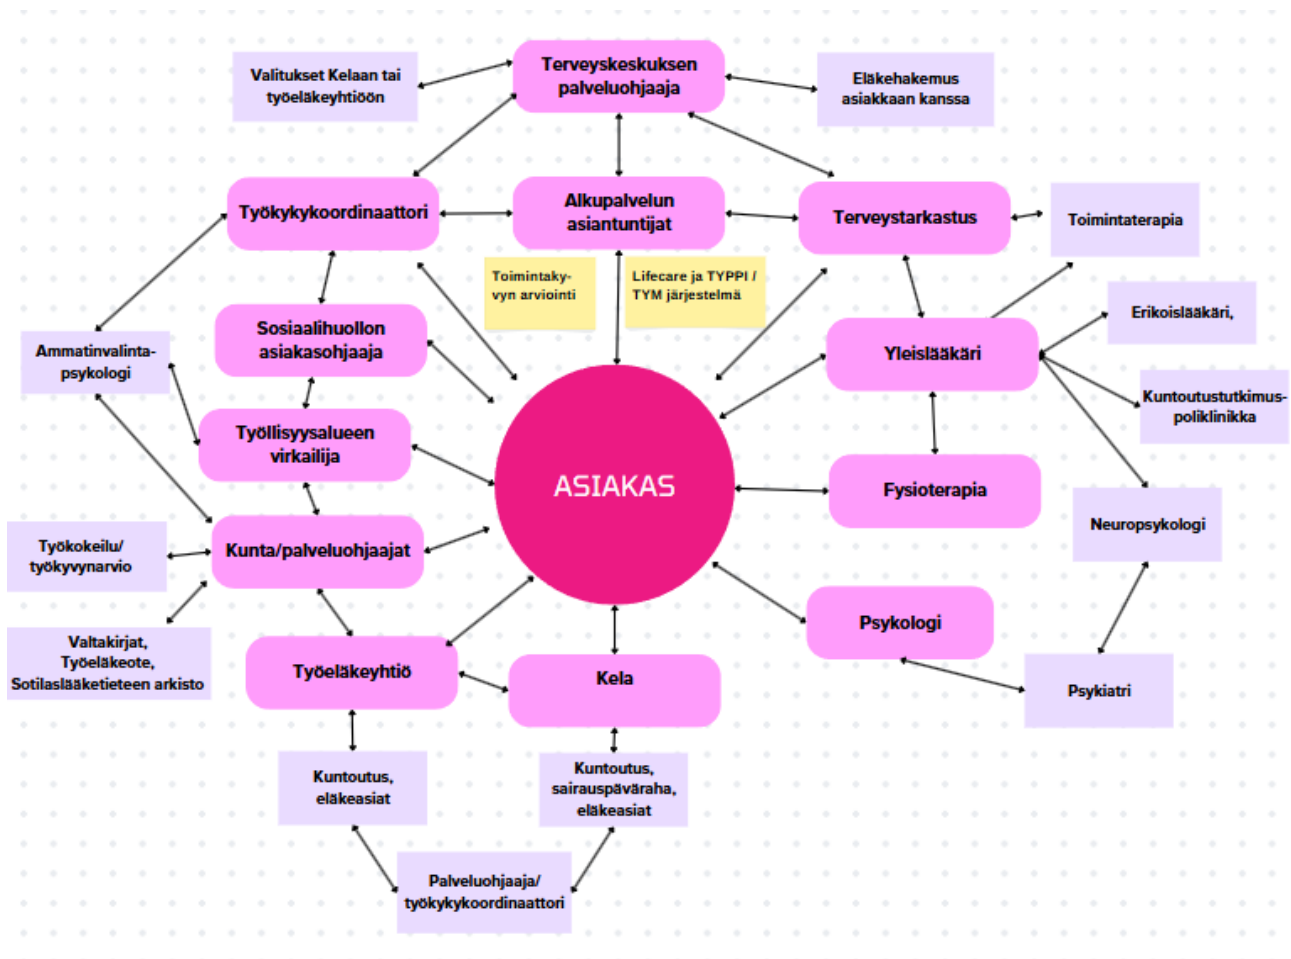 Terveyskeskuksen
palveluohjaaja
Valitukset Kelaan tai
työeläkeyhtiöön
Eläkehakemus
asiakkaan kanssa
Työkykykoordinaattori
Alkupalvelun
asiantuntijat
Terveystarkastus
Toimintaterapia
Toimintaky-
vyn arviointi
Lifecare ja TYPPI /
TYM järjestelmä
Sosiaalihuollon
asiakasohjaaja
Yleislääkäri
Erikoislääkäri,
Ammatinvalinta-
psykologi
Kuntoutustutkimus-
poliklinikka
Työllisyysalueen
virkailija
ASIAKAS
Fysioterapia
Neuropsykologi
Työkokeilu/
työkyvynarvio
Kunta/palveluohjaajat
Psykologi
Valtakirjat,
Työeläkeote,
Sotilaslääketieteen arkisto
Työeläkeyhtiö
Kela
Psykiatri
Kuntoutus,
eläkeasiat
Kuntoutus,
sairauspäväraha,
eläkeasiat
Palveluohjaaja/
työkykykoordinaattori